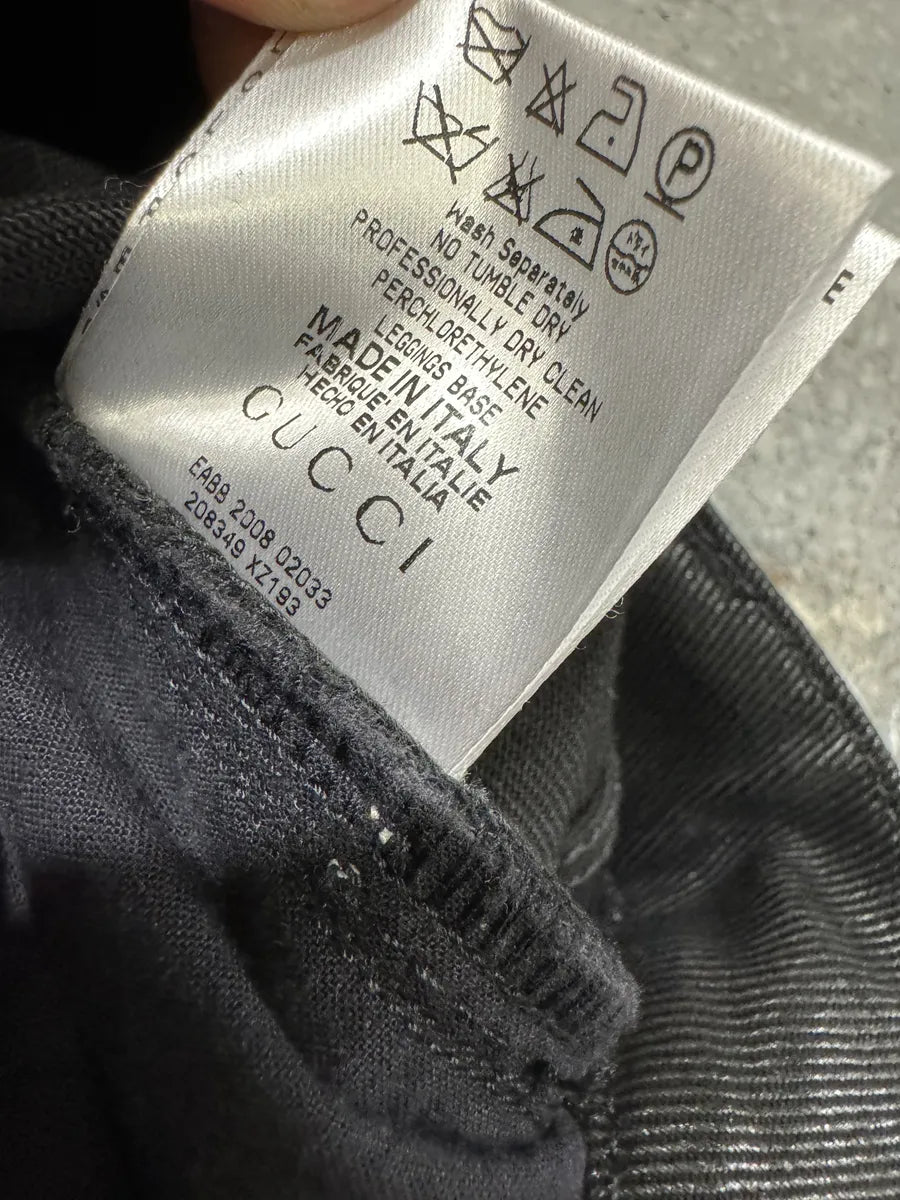 P
Wash Separately
NO TUMBLE DRY
PROFESSIONALLY DRY CLEAN
PERCHLORETHYLENE
LEGGINGS BASE
MADE IN ITALY
FABRIQUE' EN ITALIE
HECHO EN ITALIA
GUCCI
EABB 2008 02033
208349 XZ193
E